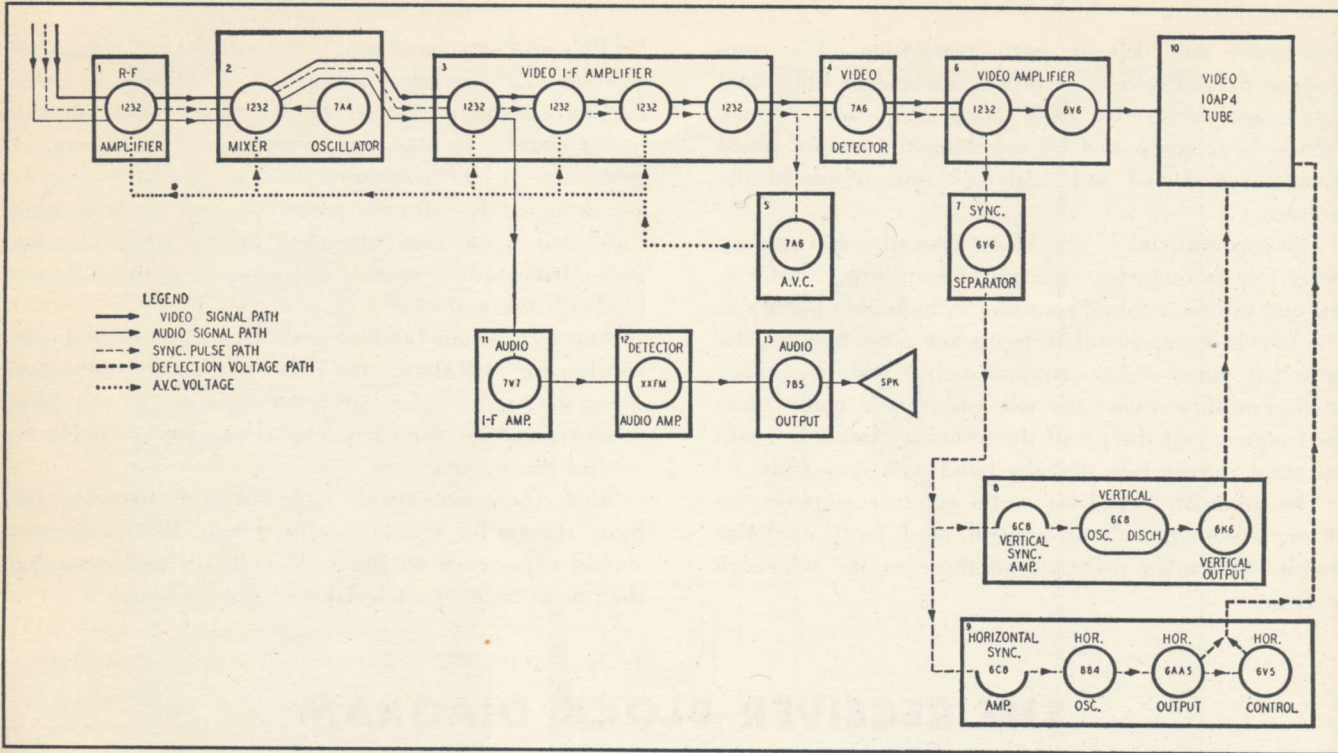 1
R-F
1232
AMPLIFIER
2
1232
7A4
MIXER
OSCILLATOR
3
VIDEO I-F AMPLIFIER
1232
1232
1232
1232
4
VIDEO
7A6
DETECTOR
5
7A6
A.V.C.
6
VIDEO AMPLIFIER
1232
6V6
7
SYNC.
6Y6
SEPARATOR
10
VIDEO
10AP4
TUBE
LEGEND
VIDEO SIGNAL PATH
AUDIO SIGNAL PATH
SYNC. PULSE PATH
DEFLECTION VOLTAGE PATH
A.V.C. VOLTAGE
11
AUDIO
7V7
I-F AMP.
12
DETECTOR
XXFM
AUDIO AMP.
13
AUDIO
7B5
OUTPUT
SPK
8
6C8
VERTICAL
SYNC.
AMP.
VERTICAL
6C8
OSC.
DISCH
6K6
VERTICAL
OUTPUT
9
HORIZONTAL
SYNC.
6C8
AMP.
HOR.
8B4
OSC.
HOR.
6AA5
OUTPUT
HOR.
6V5
CONTROL